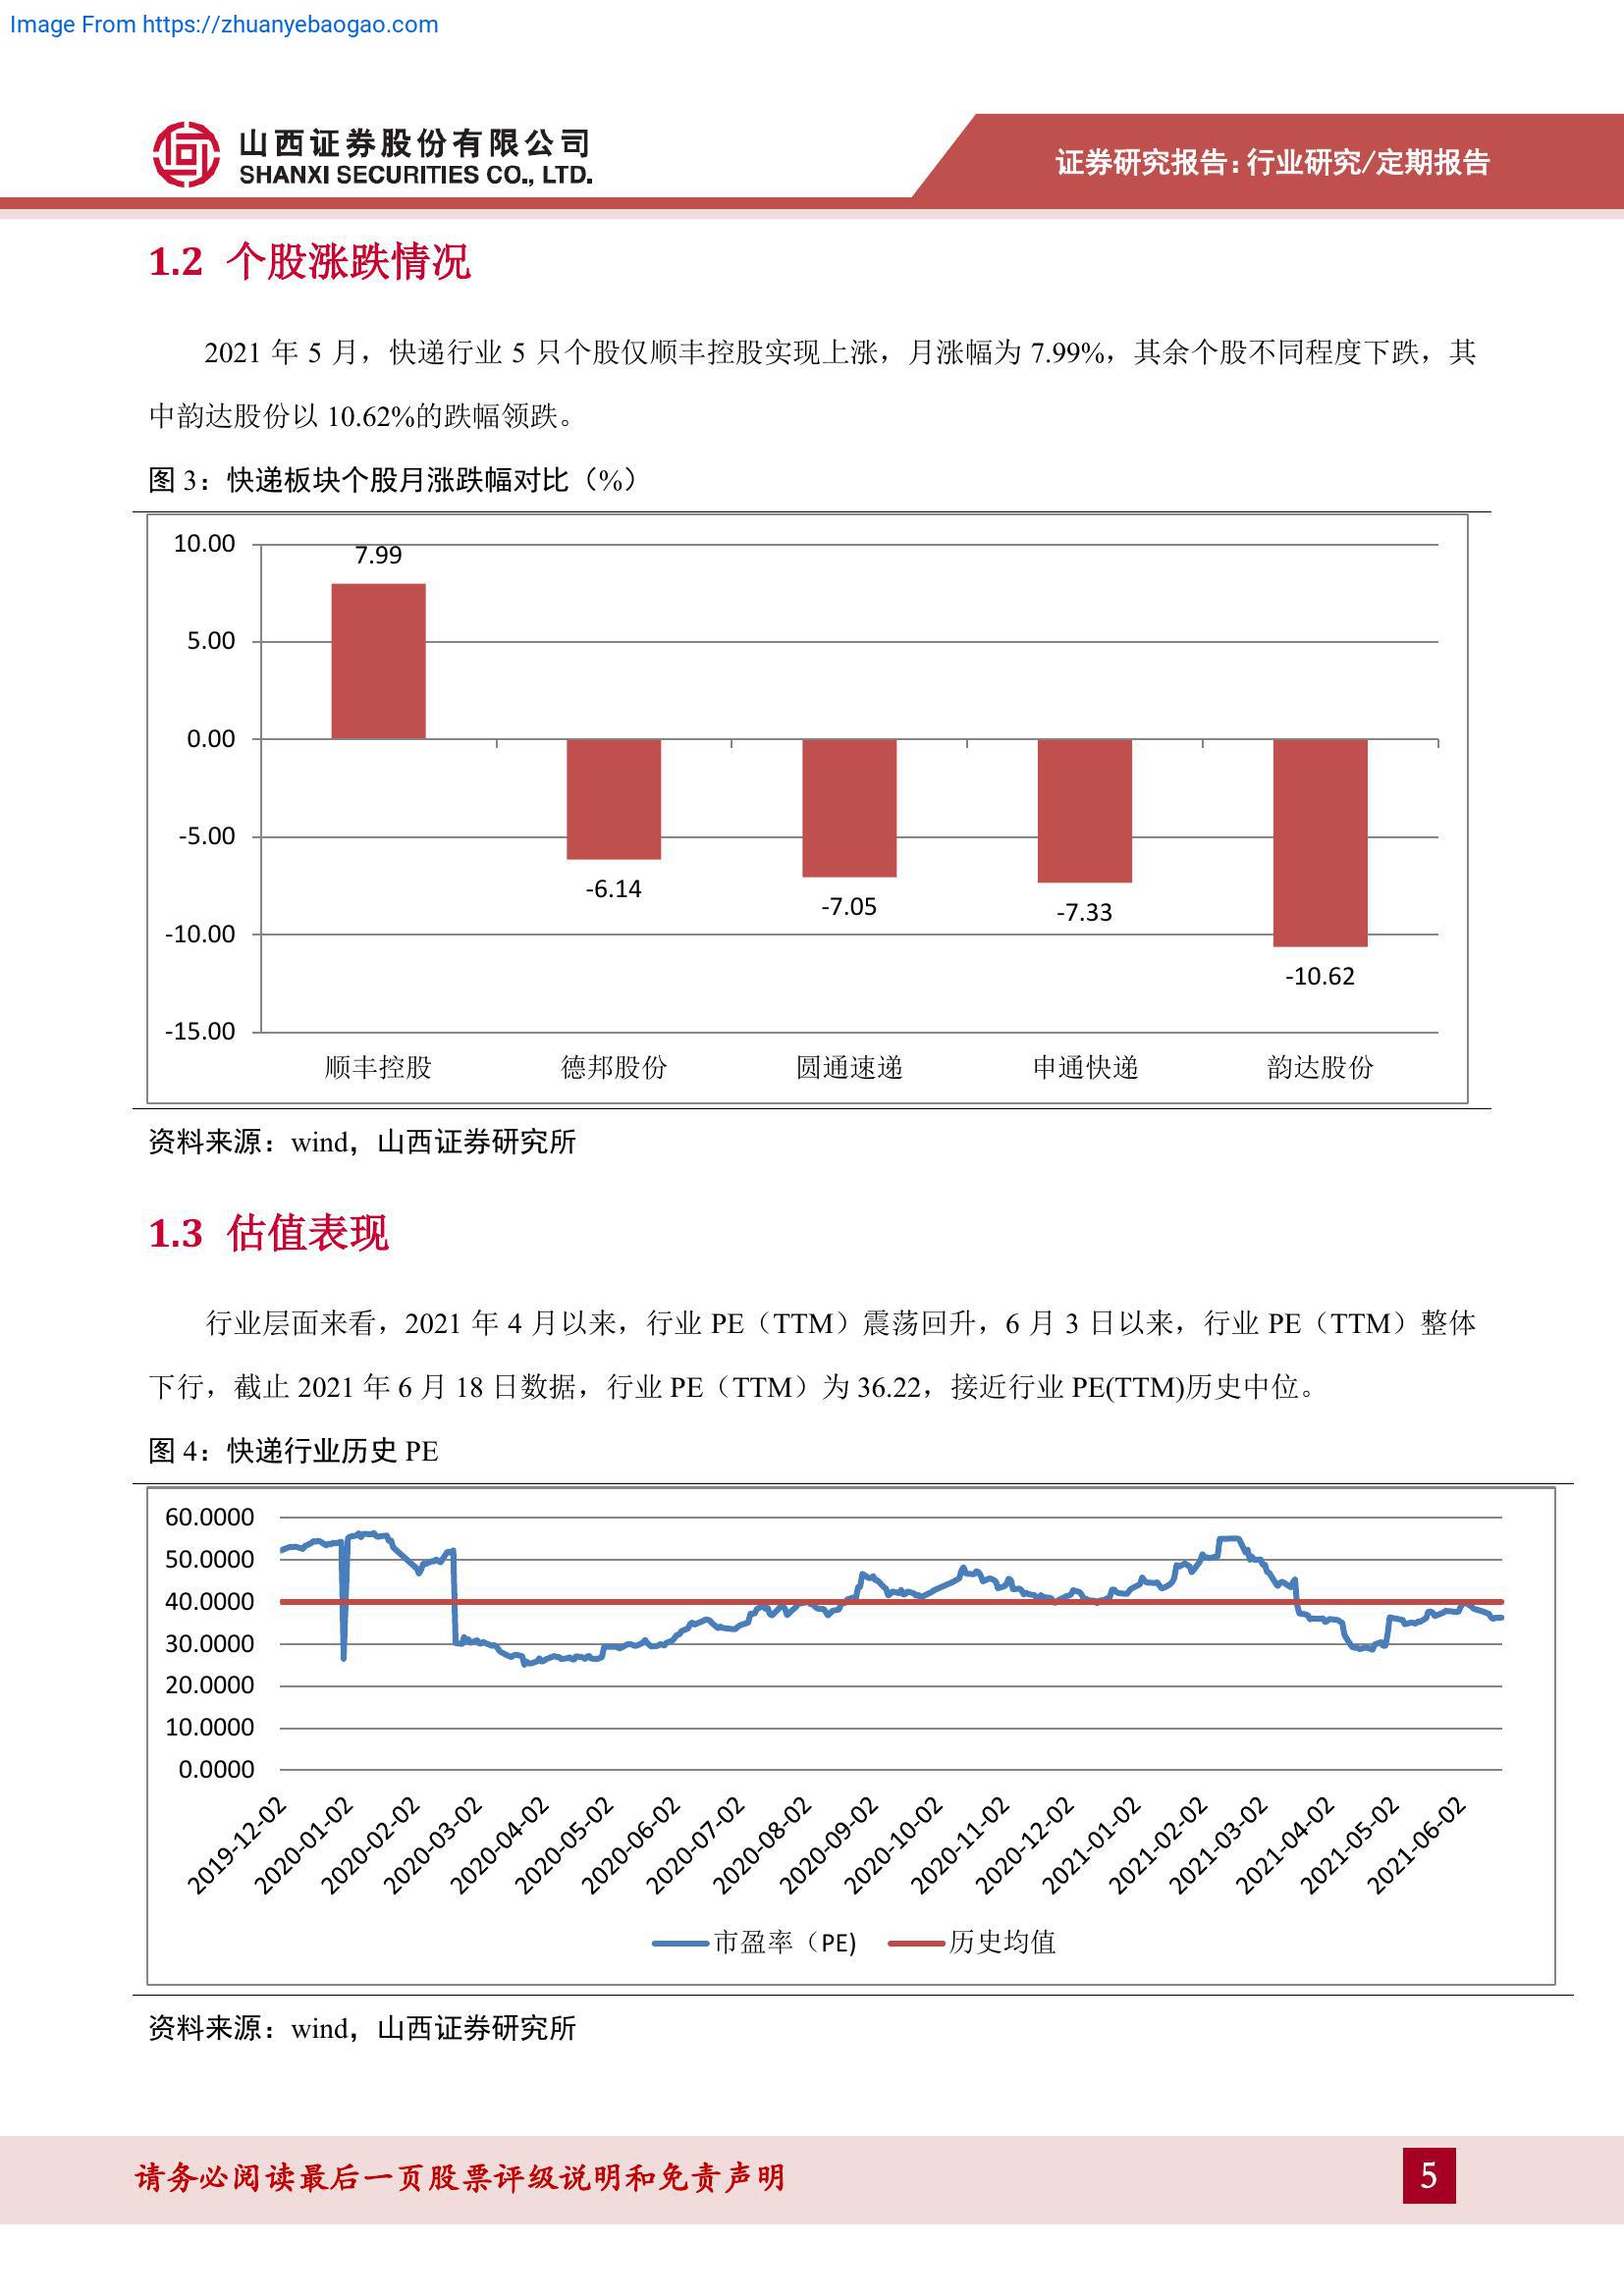 Image From https://zhuanyebaogao.com
山西证券股份有限公司
SHANXI SECURITIES CO., LTD.
证券研究报告：行业研究/定期报告
1.2 个股涨跌情况
2021 年 5 月，快递行业 5 只个股仅顺丰控股实现上涨，月涨幅为 7.99%，其余个股不同程度下跌，其
中韵达股份以 10.62%的跌幅领跌。
图 3：快递板块个股月涨跌幅对比（%）
10.00
7.99
5.00
0.00
-5.00
-6.14
-7.05
-7.33
-10.00
-10.62
-15.00
顺丰控股 德邦股份 圆通速递 申通快递 韵达股份
资料来源：wind，山西证券研究所
1.3 估值表现
行业层面来看，2021 年 4 月以来，行业 PE（TTM）震荡回升，6 月 3 日以来，行业 PE（TTM）整体
下行，截止 2021 年 6 月 18 日数据，行业 PE（TTM）为 36.22，接近行业 PE(TTM)历史中位。
图 4：快递行业历史 PE
60.0000
50.0000
40.0000
30.0000
20.0000
10.0000
0.0000
2019-12-02 2020-01-02 2020-02-02 2020-03-02 2020-04-02 2020-05-02 2020-06-02 2020-07-02 2020-08-02 2020-09-02 2020-10-02 2020-11-02 2020-12-02 2021-01-02 2021-02-02 2021-03-02 2021-04-02 2021-05-02 2021-06-02
市盈率（PE) 历史均值
资料来源：wind，山西证券研究所
请务必阅读最后一页股票评级说明和免责声明
5